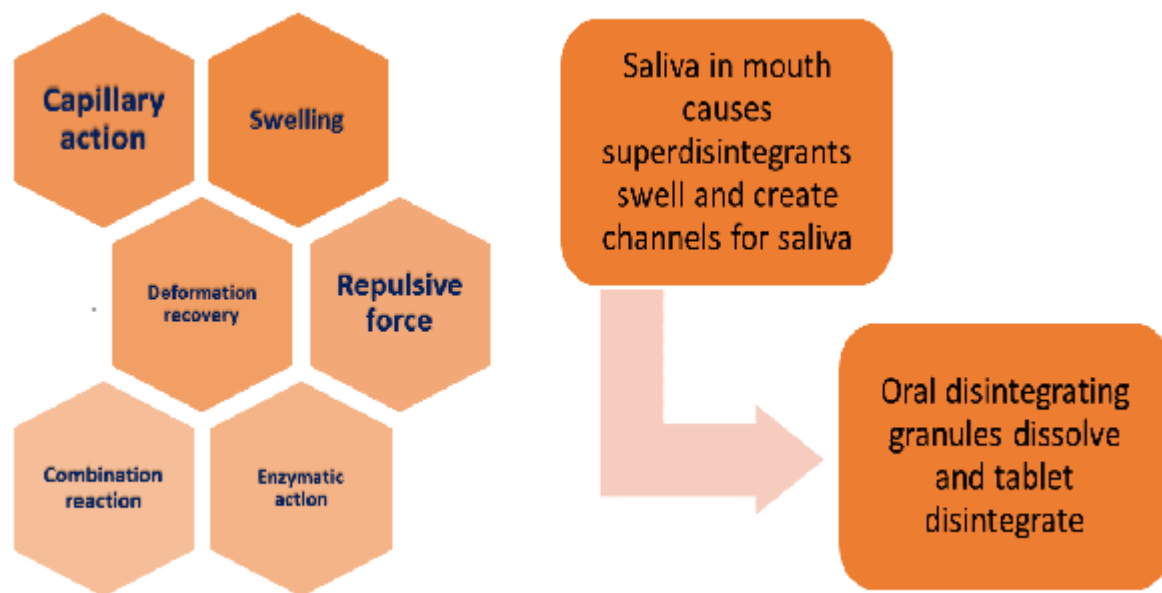 Capillary
action
Swelling
Deformation
recovery
Repulsive
force
Combination
reaction
Enzymatic
action
Saliva in mouth
causes
superdisintegrants
swell and create
channels for saliva
Oral disintegrating
granules dissolve
and tablet
disintegrate